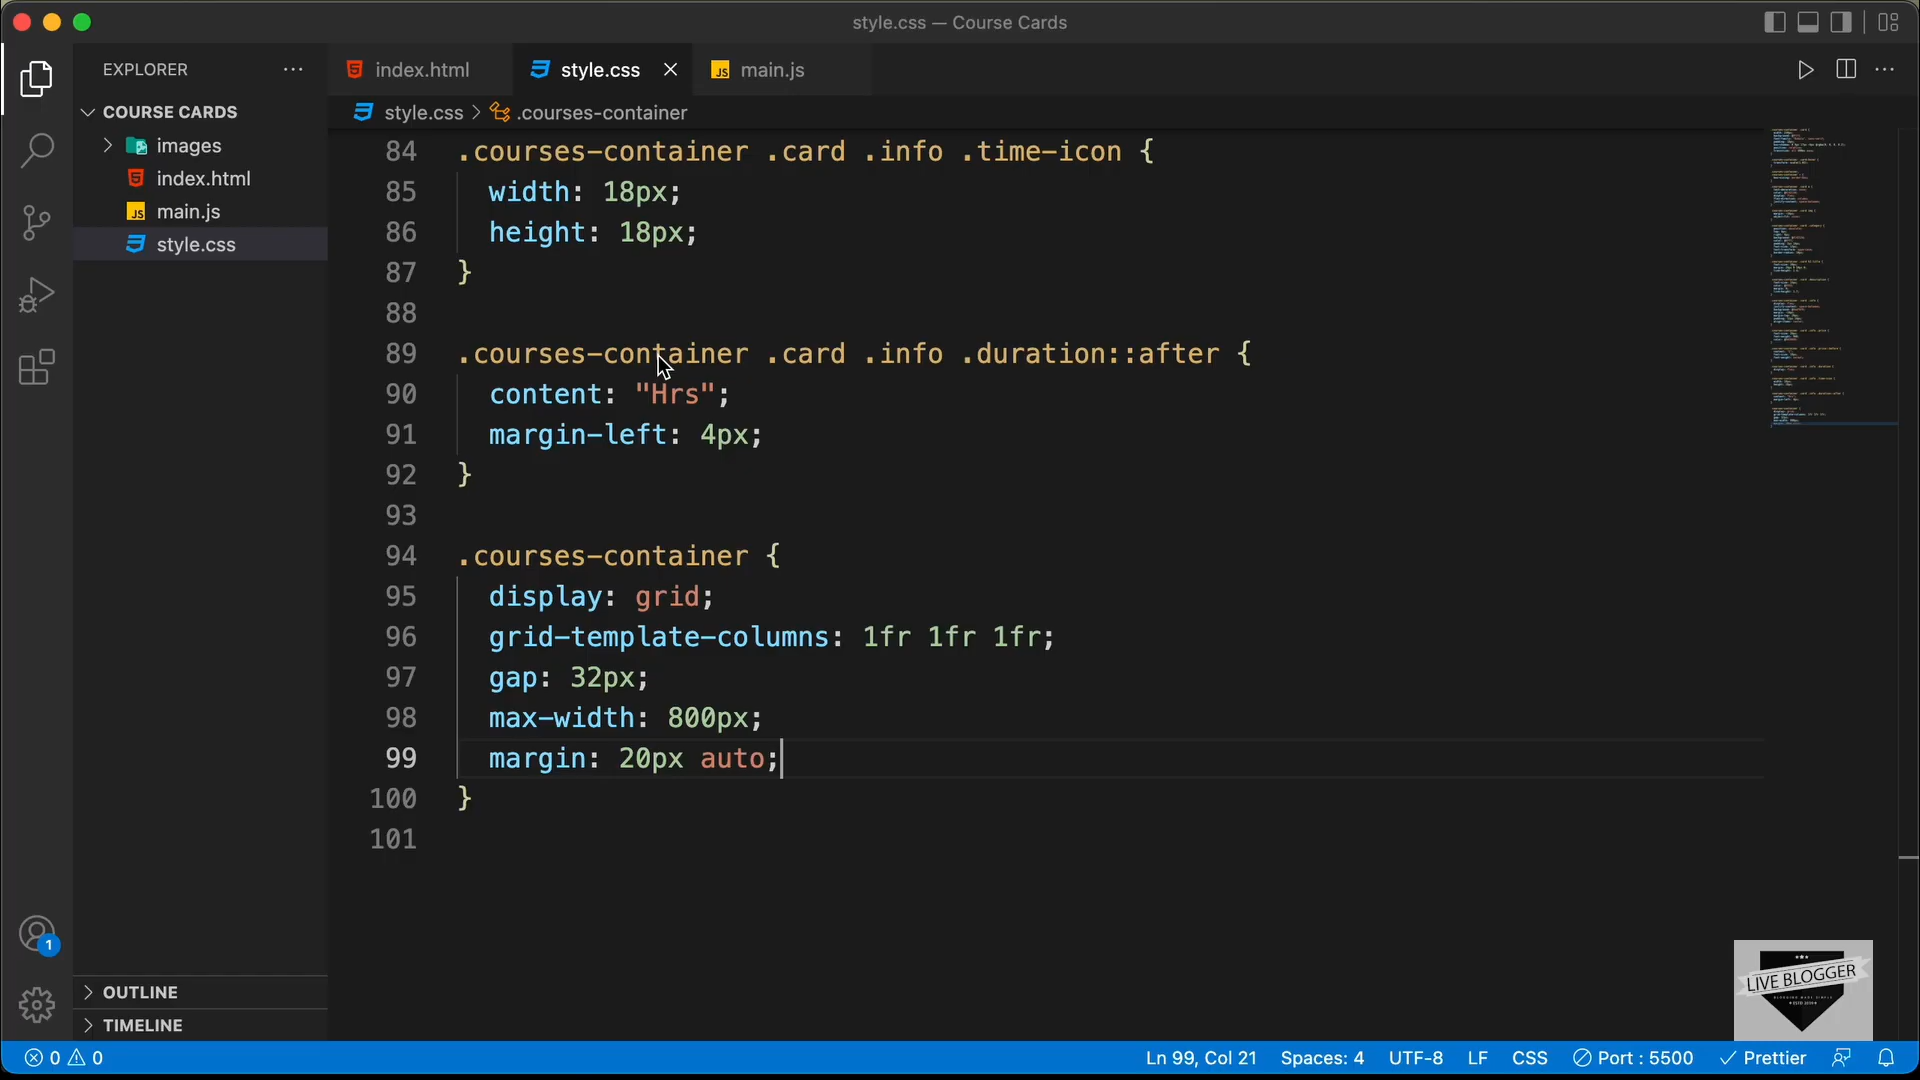 style.css — Course Cards
EXPLORER
index.html
style.css
main.js
COURSE CARDS
style.css > .courses-container
images
index.html
main.js
style.css
84 .courses-container .card .info .time-icon {
85 width: 18px;
86 height: 18px;
87 }
88
89 .courses-container .card .info .duration::after {
90 content: "Hrs";
91 margin-left: 4px;
92 }
93
94 .courses-container {
95 display: grid;
96 grid-template-columns: 1fr 1fr 1fr;
97 gap: 32px;
98 max-width: 800px;
99 margin: 20px auto;
100 }
101
1
OUTLINE
TIMELINE
LIVE BLOGGER
0 0 Ln 99, Col 21 Spaces: 4 UTF-8 LF CSS Port : 5500 Prettier